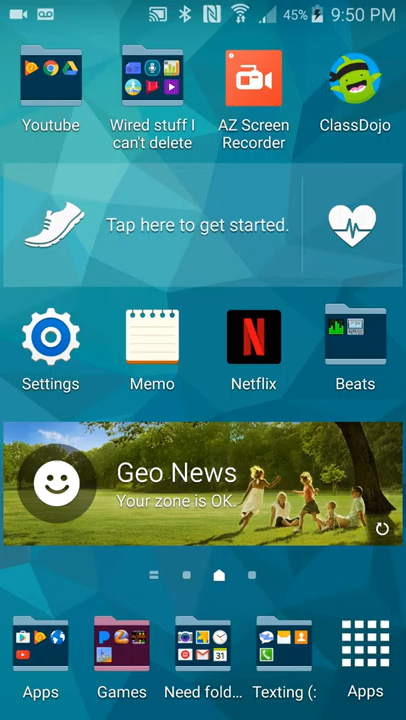 45% 9:50 PM
Youtube
Wired stuff I can't delete
AZ Screen Recorder
ClassDojo
Tap here to get started.
Settings
Memo
N
Netflix
Beats
Geo News
Your zone is OK.
31
Apps
Games
Need fold...
Texting (:
Apps